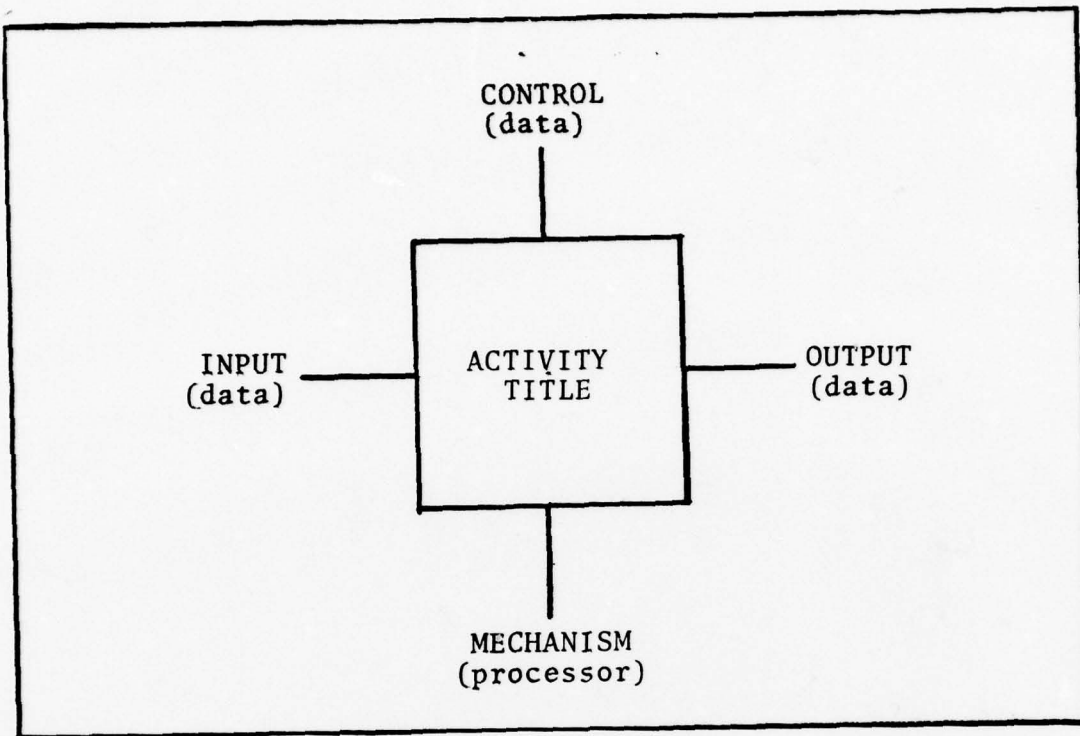 CONTROL
(data)
INPUT
(data)
ACTIVITY
TITLE
OUTPUT
(data)
MECHANISM
(processor)